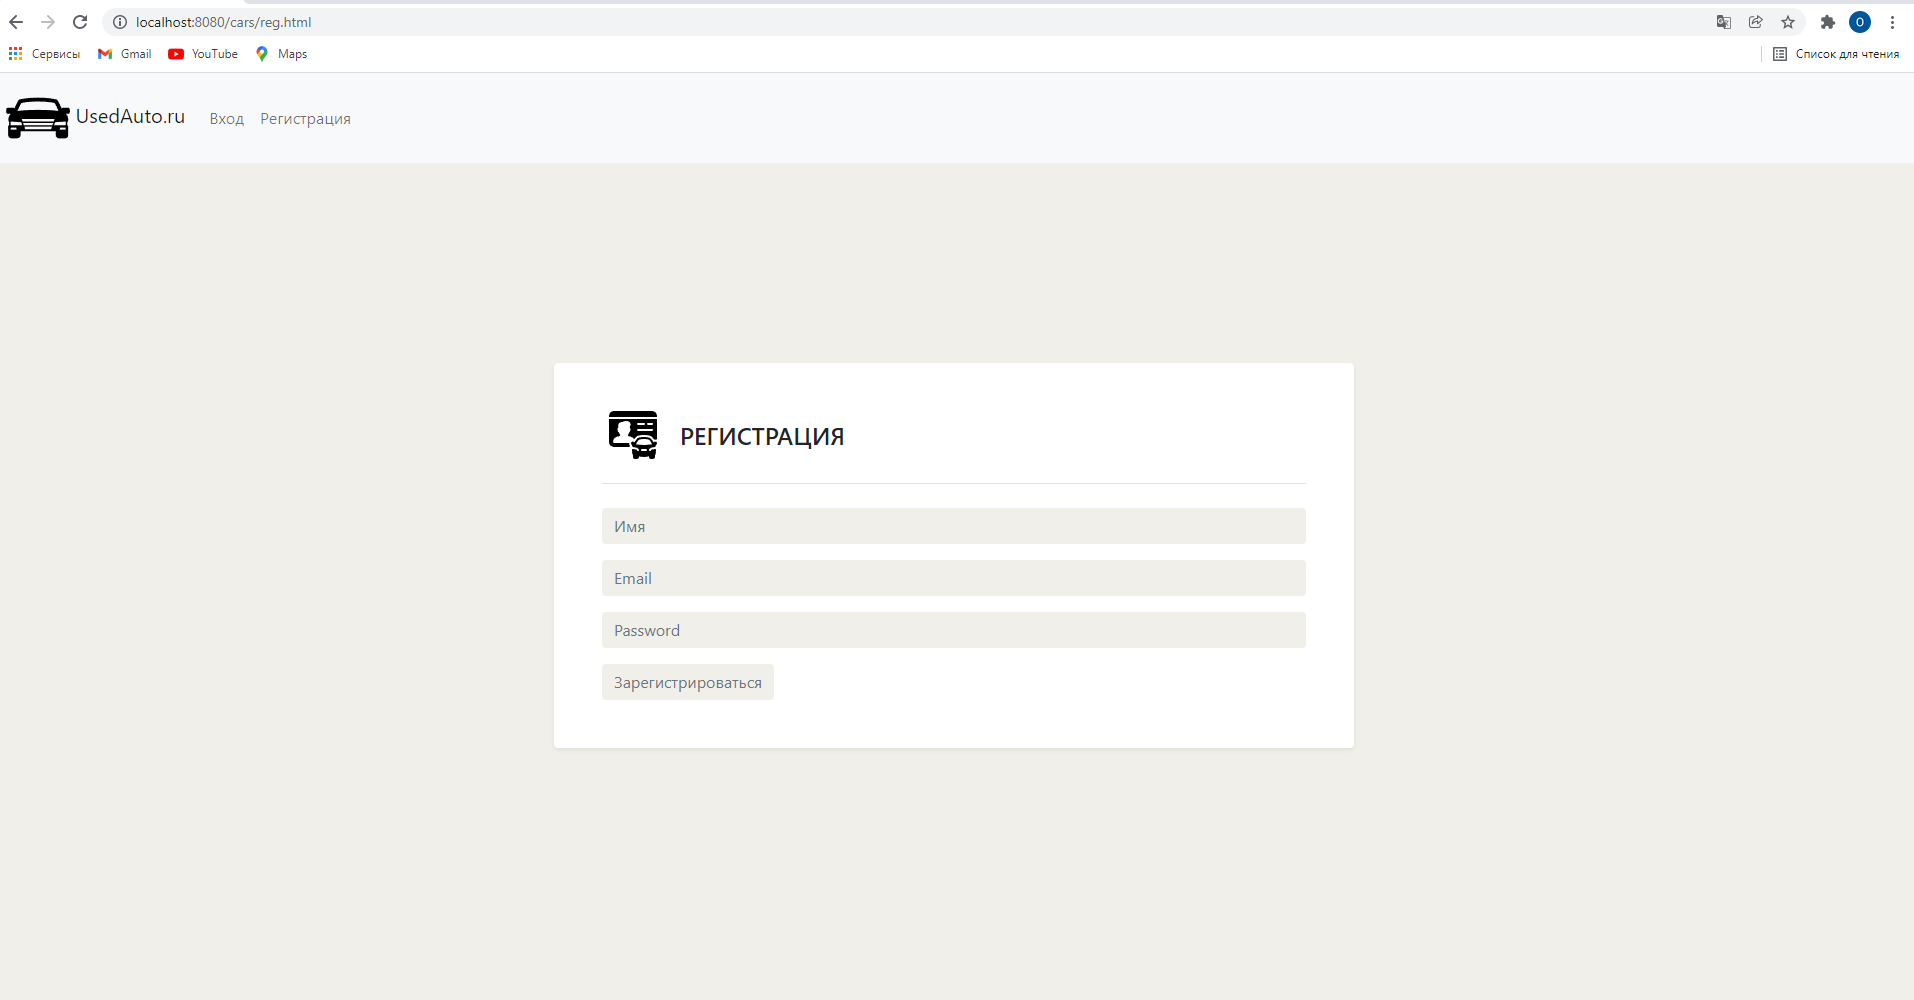 localhost:8080/cars/reg.html
Сервисы Gmail YouTube Maps Список для чтения
UsedAuto.ru Вход Регистрация
РЕГИСТРАЦИЯ
Имя
Email
Password
Зарегистрироваться